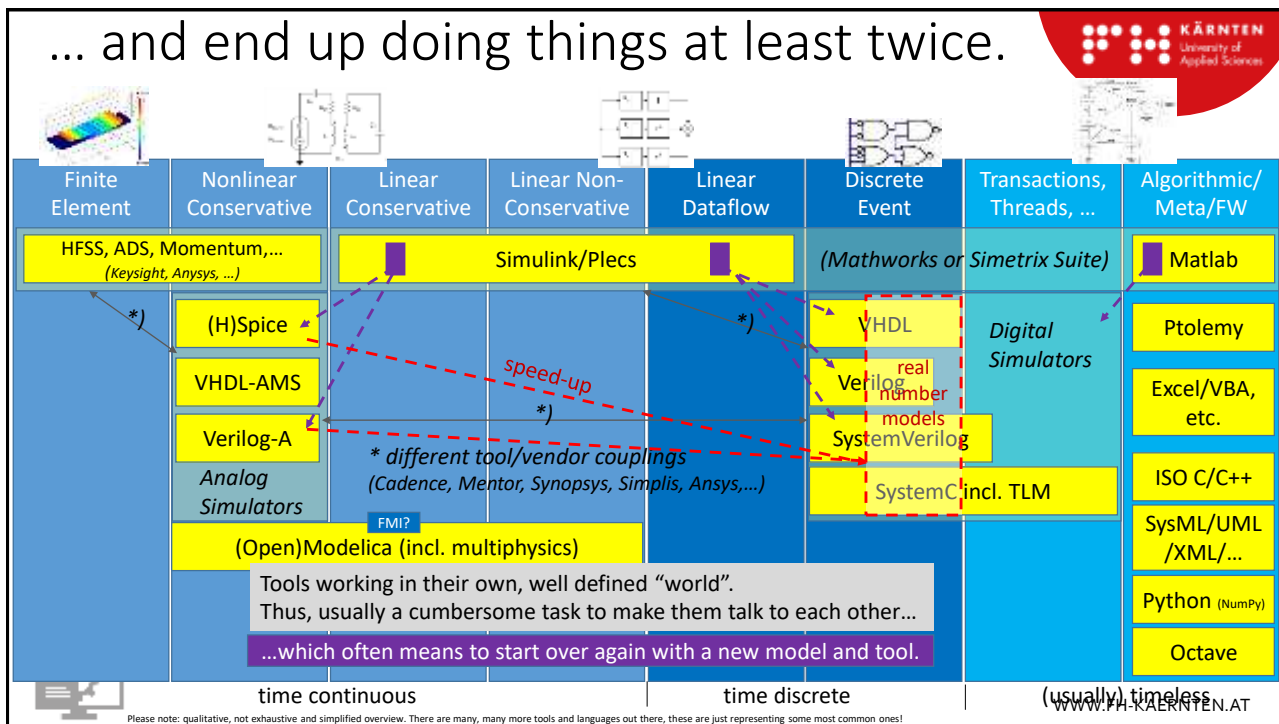 ... and end up doing things at least twice.
KÄRNTEN
University of
Applied Sciences
Finite
Element
Nonlinear
Conservative
Linear
Conservative
Linear Non-
Conservative
Linear
Dataflow
Discrete
Event
Transactions,
Threads, ...
Algorithmic/
Meta/FW
HFSS, ADS, Momentum,...
(Keysight, Anysys, ...)
Simulink/Plecs
(Mathworks or Simetrix Suite)
Matlab
*)
(H)Spice
*)
VHDL
Digital
Simulators
Ptolemy
VHDL-AMS
speed-up
Verilog
real
number
models
Excel/VBA,
etc.
Verilog-A
*)
SystemVerilog
* different tool/vendor couplings
(Cadence, Mentor, Synopsys, Simplis, Ansys,...)
Analog
Simulators
SystemC incl. TLM
ISO C/C++
FMI?
(Open)Modelica (incl. multiphysics)
SysML/UML
/XML/...
Tools working in their own, well defined “world”.
Thus, usually a cumbersome task to make them talk to each other...
Python (NumPy)
...which often means to start over again with a new model and tool.
Octave
time continuous
time discrete
(usually) timeless
WWW.FH-KAERNTEN.AT
Please note: qualitative, not exhaustive and simplified overview. There are many, many more tools and languages out there, these are just representing some most common ones!